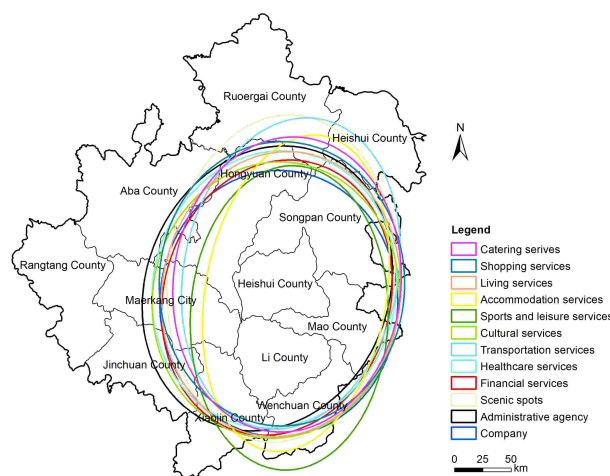 Ruoergai County
Heishui County
Hongyuan County
Aba County
Songpan County
Rangtang County
Heishui County
Maerkang City
Mao County
Li County
Jinchuan County
Wenchuan County
Xiaojin County
N
Legend
Catering serives
Shopping services
Living services
Accommodation services
Sports and leisure services
Cultural services
Transportation services
Healthcare services
Financial services
Scenic spots
Administrative agency
Company
0 25 50
km